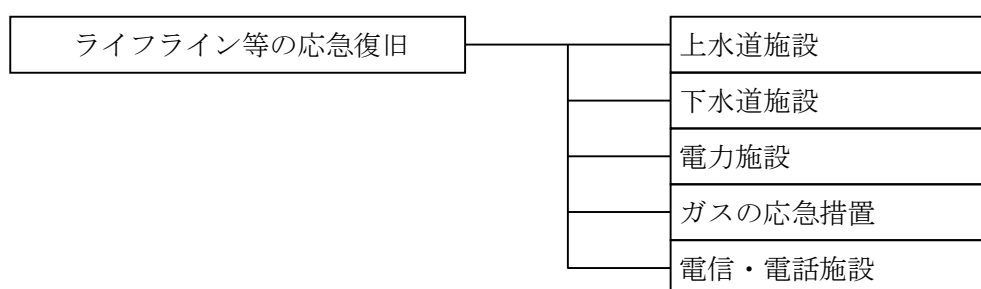 ライフライン等の応急復旧
上水道施設
下水道施設
電力施設
ガスの応急措置
電信・電話施設